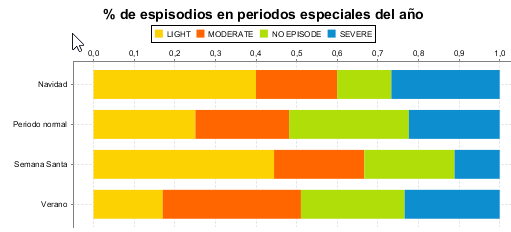 % de espisodios en periodos especiales del año
LIGHT MODERATE NO EPISODE SEVERE
0,0 0,1 0,2 0,3 0,4 0,5 0,6 0,7 0,8 0,9 1,0
Navidad
Periodo normal
Semana Santa
Verano